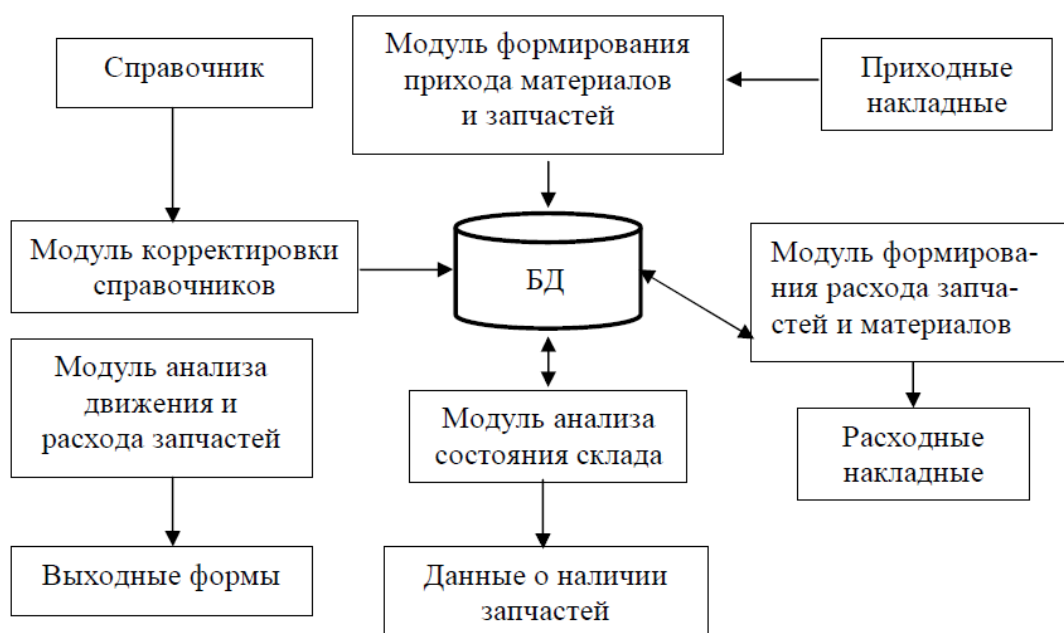 Справочник
Модуль формирования
прихода материалов
и запчастей
Приходные
накладные
Модуль корректировки
справочников
БД
Модуль формирова-
ния расхода запча-
стей и материалов
Модуль анализа
движения и
расхода запчастей
Модуль анализа
состояния склада
Расходные
накладные
Выходные формы
Данные о наличии
запчастей